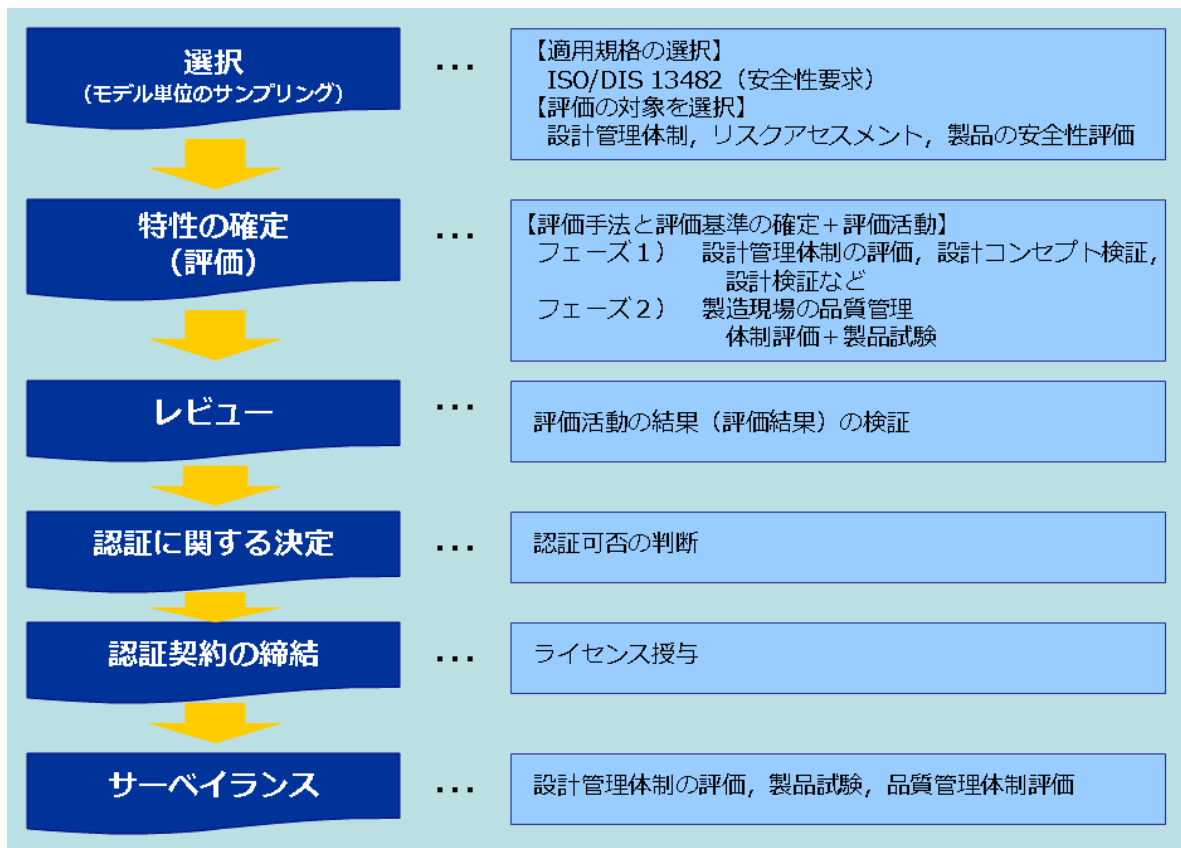 選択
(モデル単位のサンプリング)
...
【適用規格の選択】
ISO/DIS 13482（安全性要求）
【評価の対象を選択】
設計管理体制，リスクアセスメント，製品の安全性評価
特性の確定
（評価）
...
【評価手法と評価基準の確定＋評価活動】
フェーズ１） 設計管理体制の評価，設計コンセプト検証，
設計検証など
フェーズ２） 製造現場の品質管理
体制評価＋製品試験
レビュー
...
評価活動の結果（評価結果）の検証
認証に関する決定
...
認証可否の判断
認証契約の締結
...
ライセンス授与
サーベイランス
...
設計管理体制の評価，製品試験，品質管理体制評価